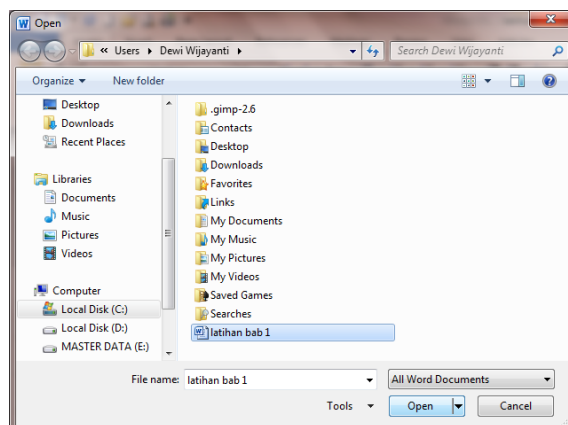 Open
« Users Dewi Wijayanti
Search Dewi Wijayanti
Organize New folder
Desktop
Downloads
Recent Places
Libraries
Documents
Music
Pictures
Videos
Computer
Local Disk (C:)
Local Disk (D:)
MASTER DATA (E:)
.gimp-2.6
Contacts
Desktop
Downloads
Favorites
Links
My Documents
My Music
My Pictures
My Videos
Saved Games
Searches
latihan bab 1
File name: latihan bab 1
All Word Documents
Tools Open Cancel